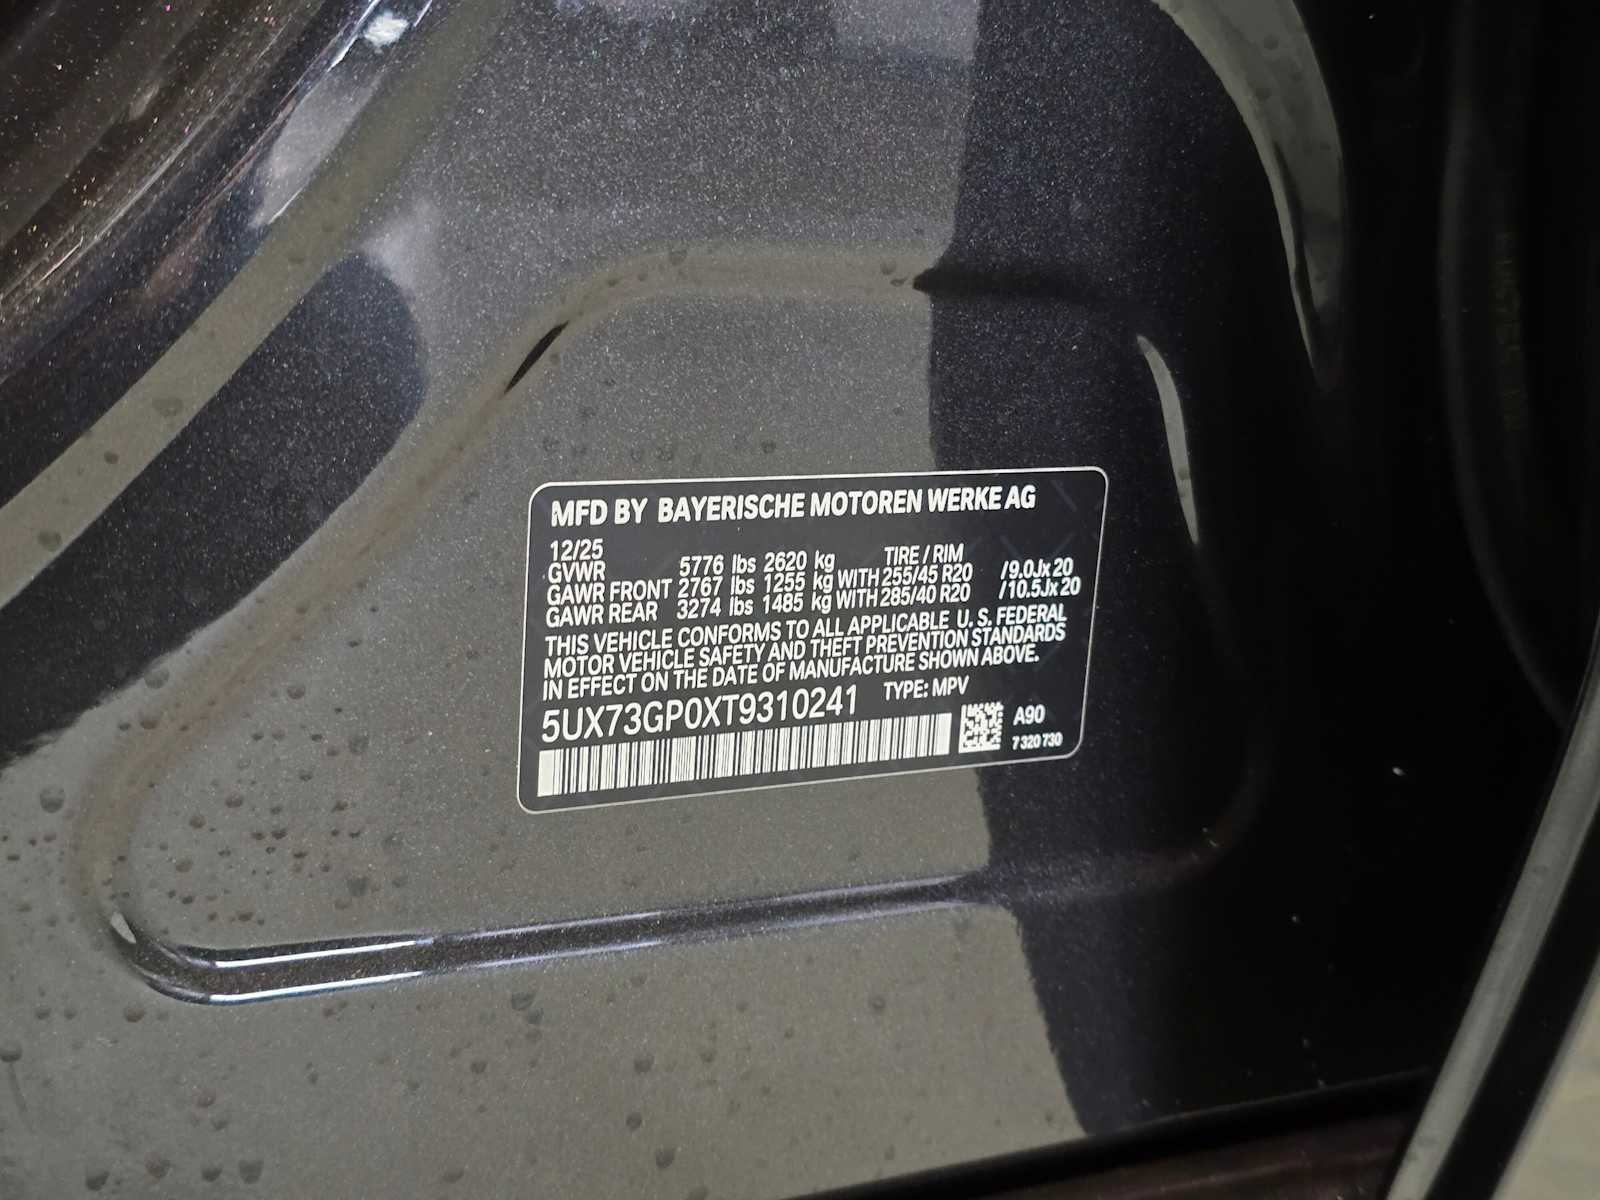 MFD BY BAYERISCHE MOTOREN WERKE AG
12/25
GVWR 5776 lbs 2620 kg TIRE / RIM
GAWR FRONT 2767 lbs 1255 kg WITH 255/45 R20 /9.0Jx20
GAWR REAR 3274 lbs 1485 kg WITH 285/40 R20 /10.5Jx20
THIS VEHICLE CONFORMS TO ALL APPLICABLE U. S. FEDERAL
MOTOR VEHICLE SAFETY AND THEFT PREVENTION STANDARDS
IN EFFECT ON THE DATE OF MANUFACTURE SHOWN ABOVE.
5UX73GP0XT9310241 TYPE: MPV
A90
7 320 730